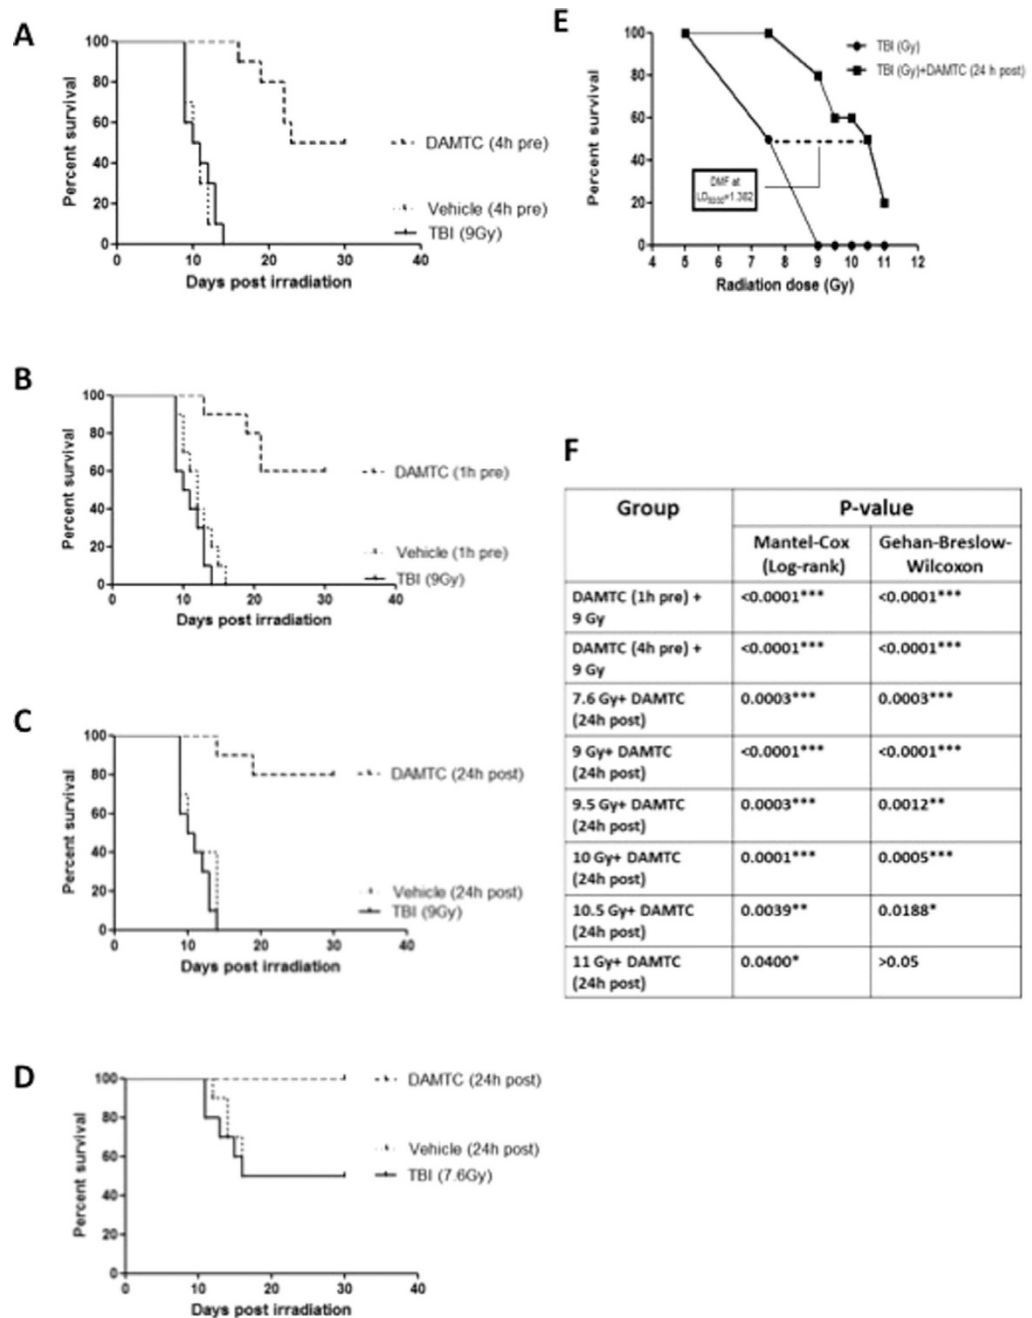 A
100
80
60
40
20
0
Percent survival
0 10 20 30 40
Days post irradiation
DAMTC (4h pre)
Vehicle (4h pre)
TBI (9Gy)
E
100
80
60
40
20
0
Percent survival
4 5 6 7 8 9 10 11 12
Radiation dose (Gy)
TBI (Gy)
TBI (Gy)+DAMTC (24 h post)
DMF at
B
100
80
60
40
20
0
Percent survival
0 10 20 30 40
Days post irradiation
DAMTC (1h pre)
Vehicle (1h pre)
TBI (9Gy)
C
100
80
60
40
20
0
Percent survival
0 10 20 30 40
Days post irradiation
DAMTC (24h post)
Vehicle (24h post)
TBI (9Gy)
D
100
80
60
40
20
0
Percent survival
0 10 20 30 40
Days post irradiation
DAMTC (24h post)
Vehicle (24h post)
TBI (7.6Gy)
F
Group P-value
Mantel-Cox Gehan-Breslow-
(Log-rank) Wilcoxon
DAMTC (1h pre) + <0.0001*** <0.0001***
9 Gy
DAMTC (4h pre) + <0.0001*** <0.0001***
9 Gy
7.6 Gy+ DAMTC 0.0003*** 0.0003***
(24h post)
9 Gy+ DAMTC <0.0001*** <0.0001***
(24h post)
9.5 Gy+ DAMTC 0.0003*** 0.0012**
(24h post)
10 Gy+ DAMTC 0.0001*** 0.0005***
(24h post)
10.5 Gy+ DAMTC 0.0039** 0.0188*
(24h post)
11 Gy+ DAMTC 0.0400* >0.05
(24h post)